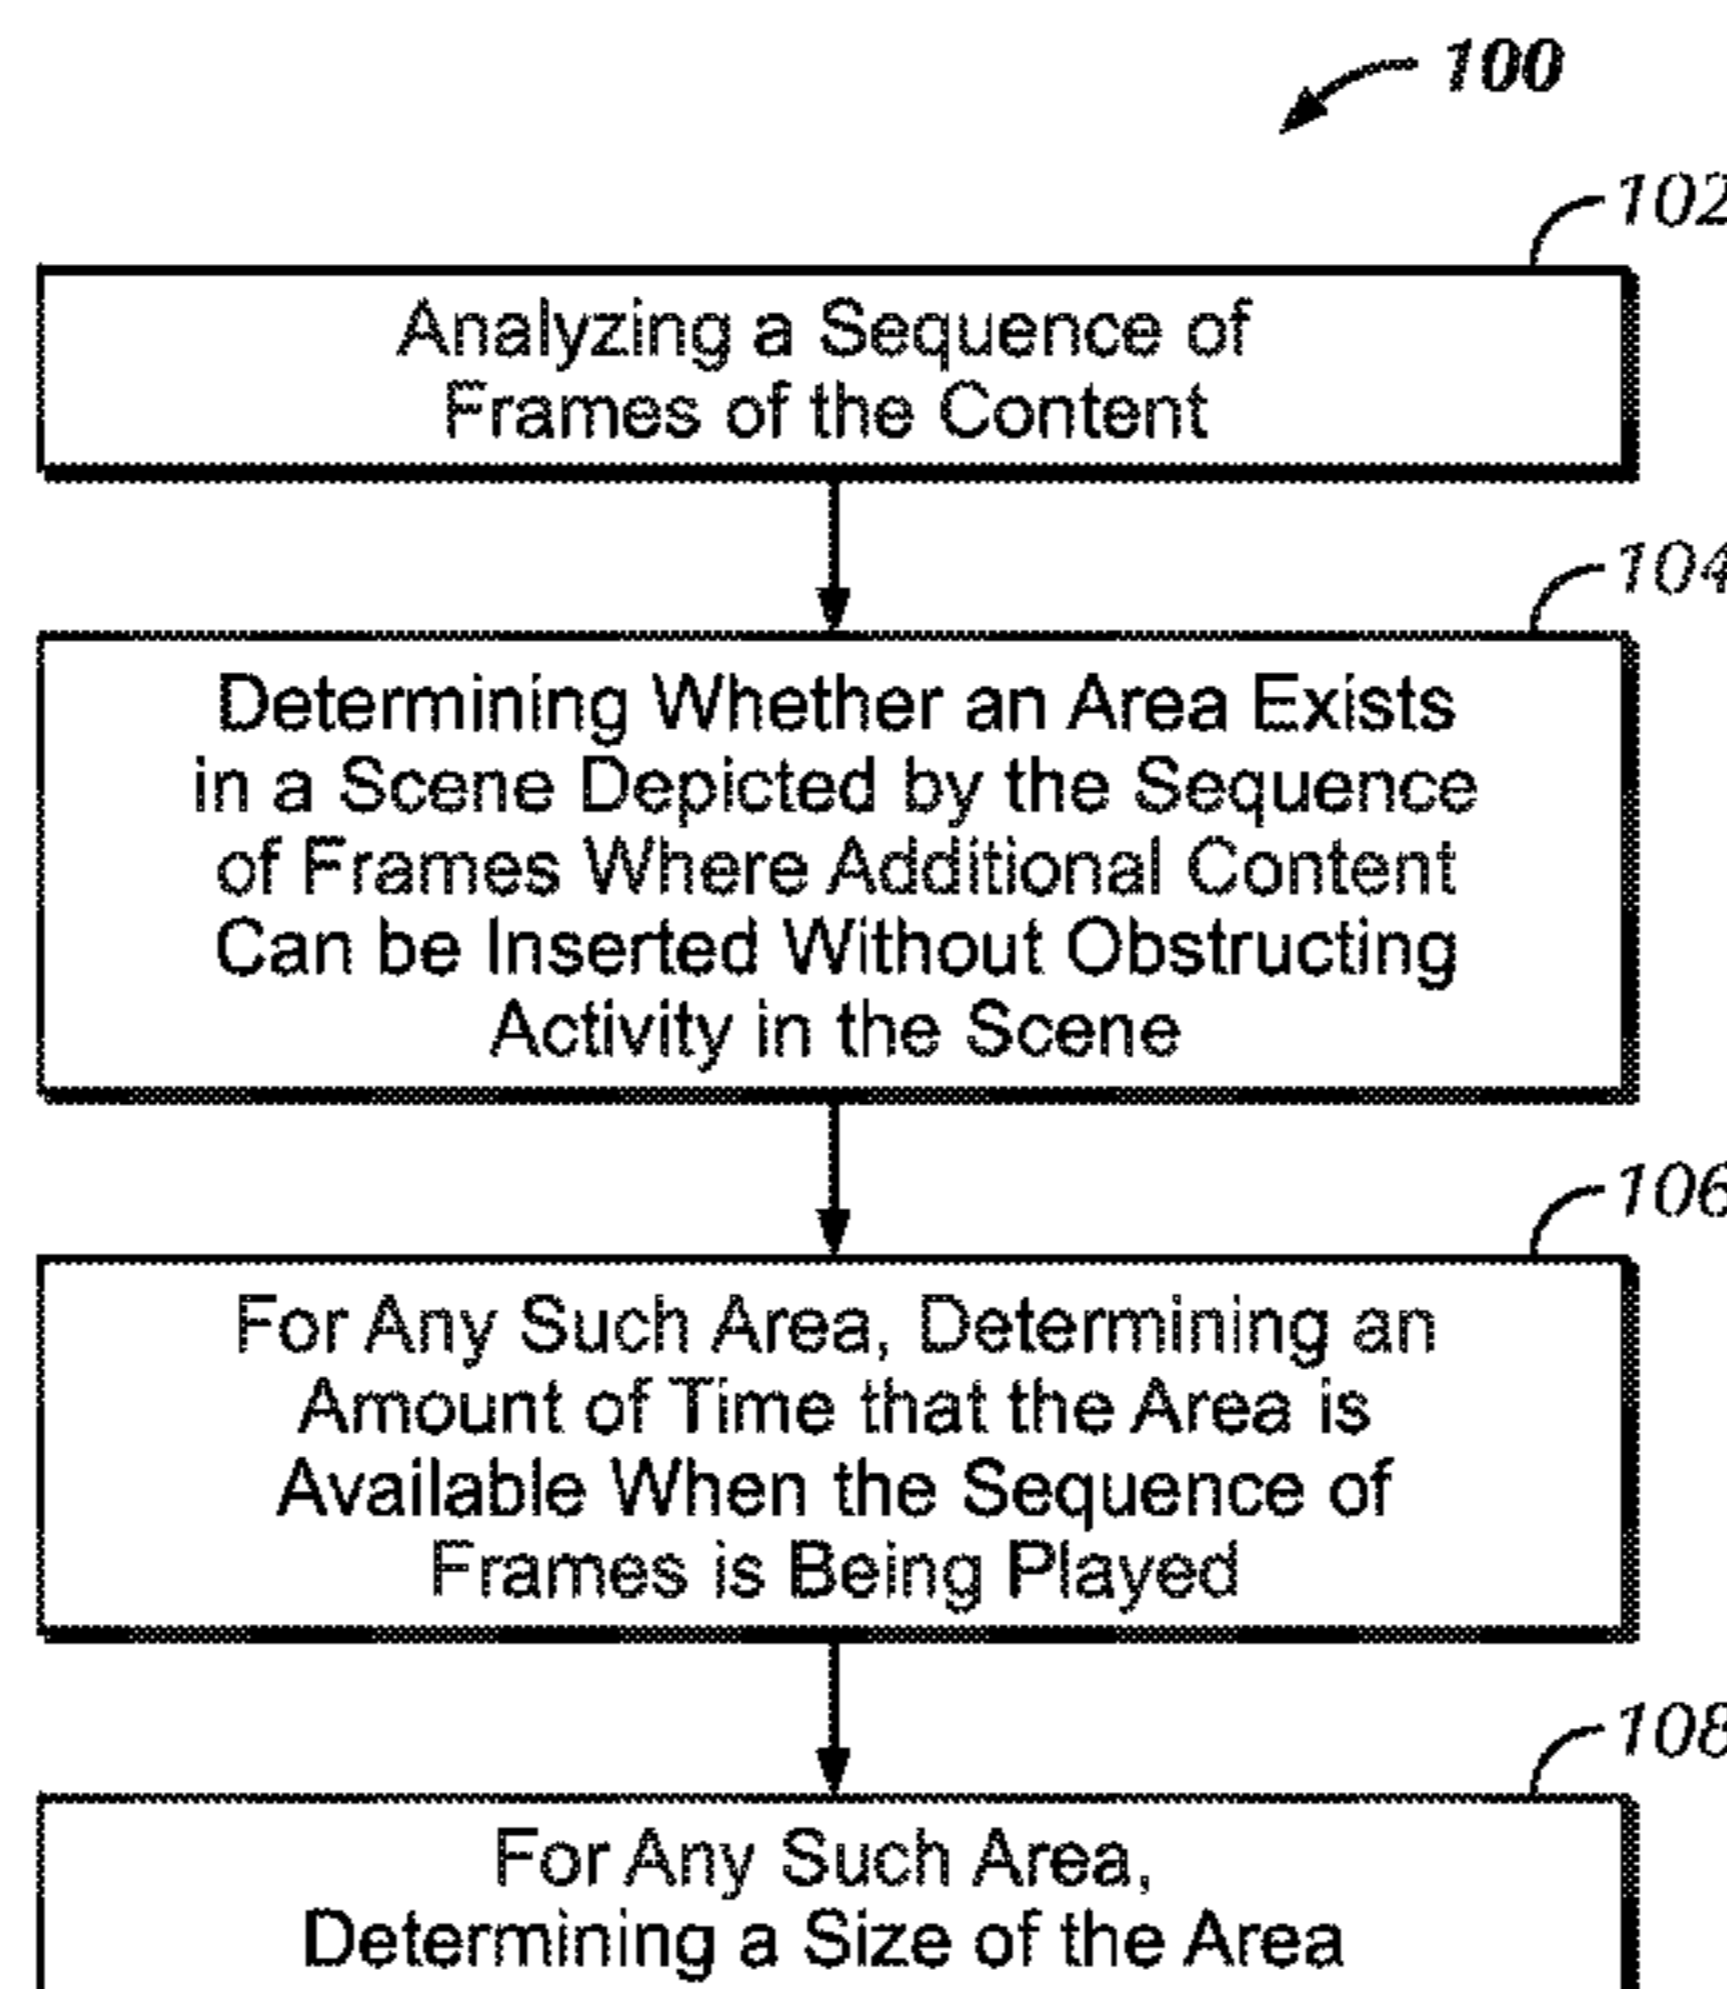 100
102
Analyzing a Sequence of
Frames of the Content
104
Determining Whether an Area Exists
in a Scene Depicted by the Sequence
of Frames Where Additional Content
Can be Inserted Without Obstructing
Activity in the Scene
106
For Any Such Area, Determining an
Amount of Time that the Area is
Available When the Sequence of
Frames is Being Played
108
For Any Such Area,
Determining a Size of the Area